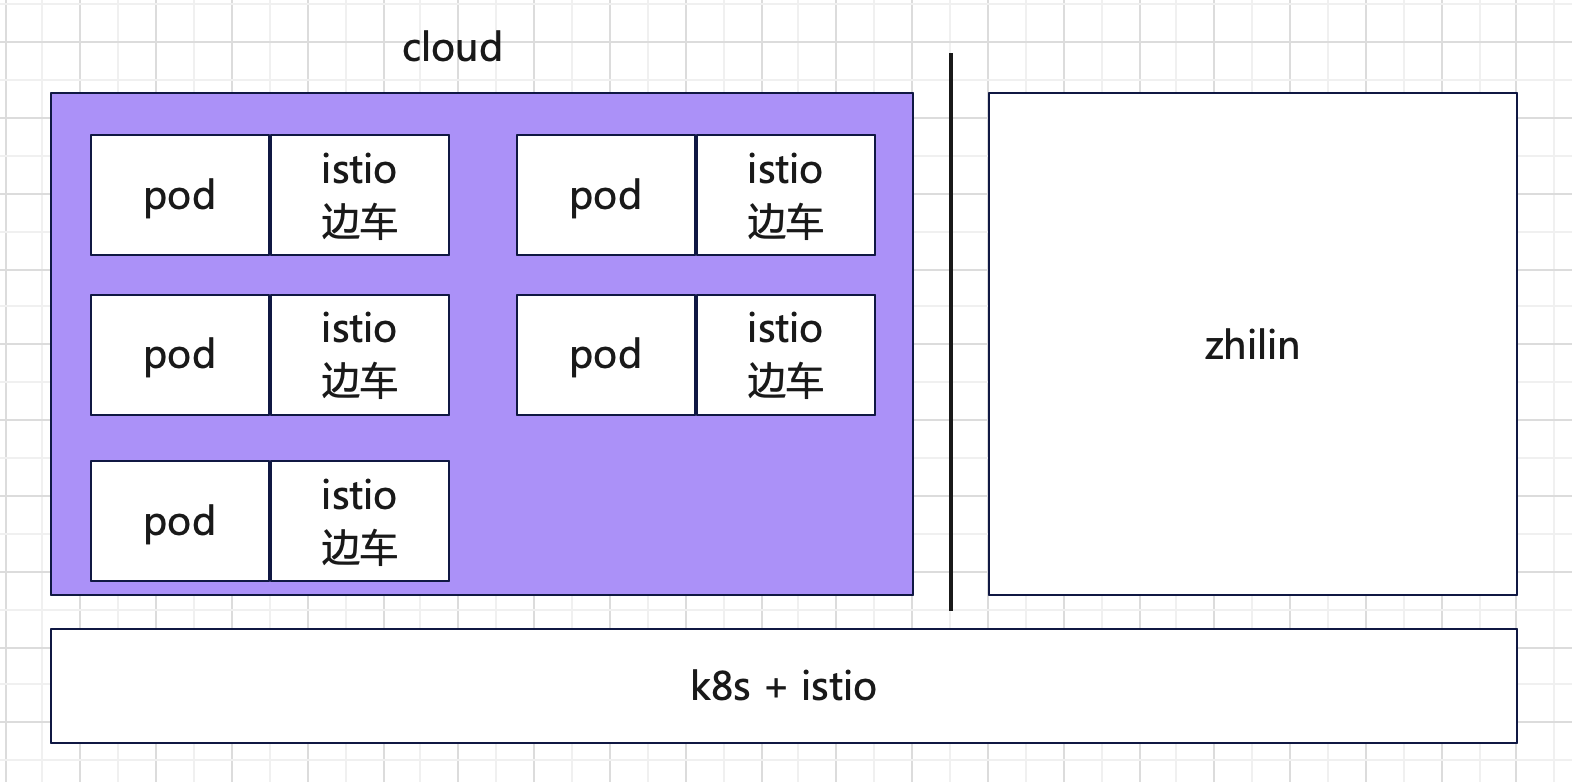 cloud
pod
istio
边车
pod
istio
边车
pod
istio
边车
pod
istio
边车
pod
istio
边车
zhilin
k8s + istio